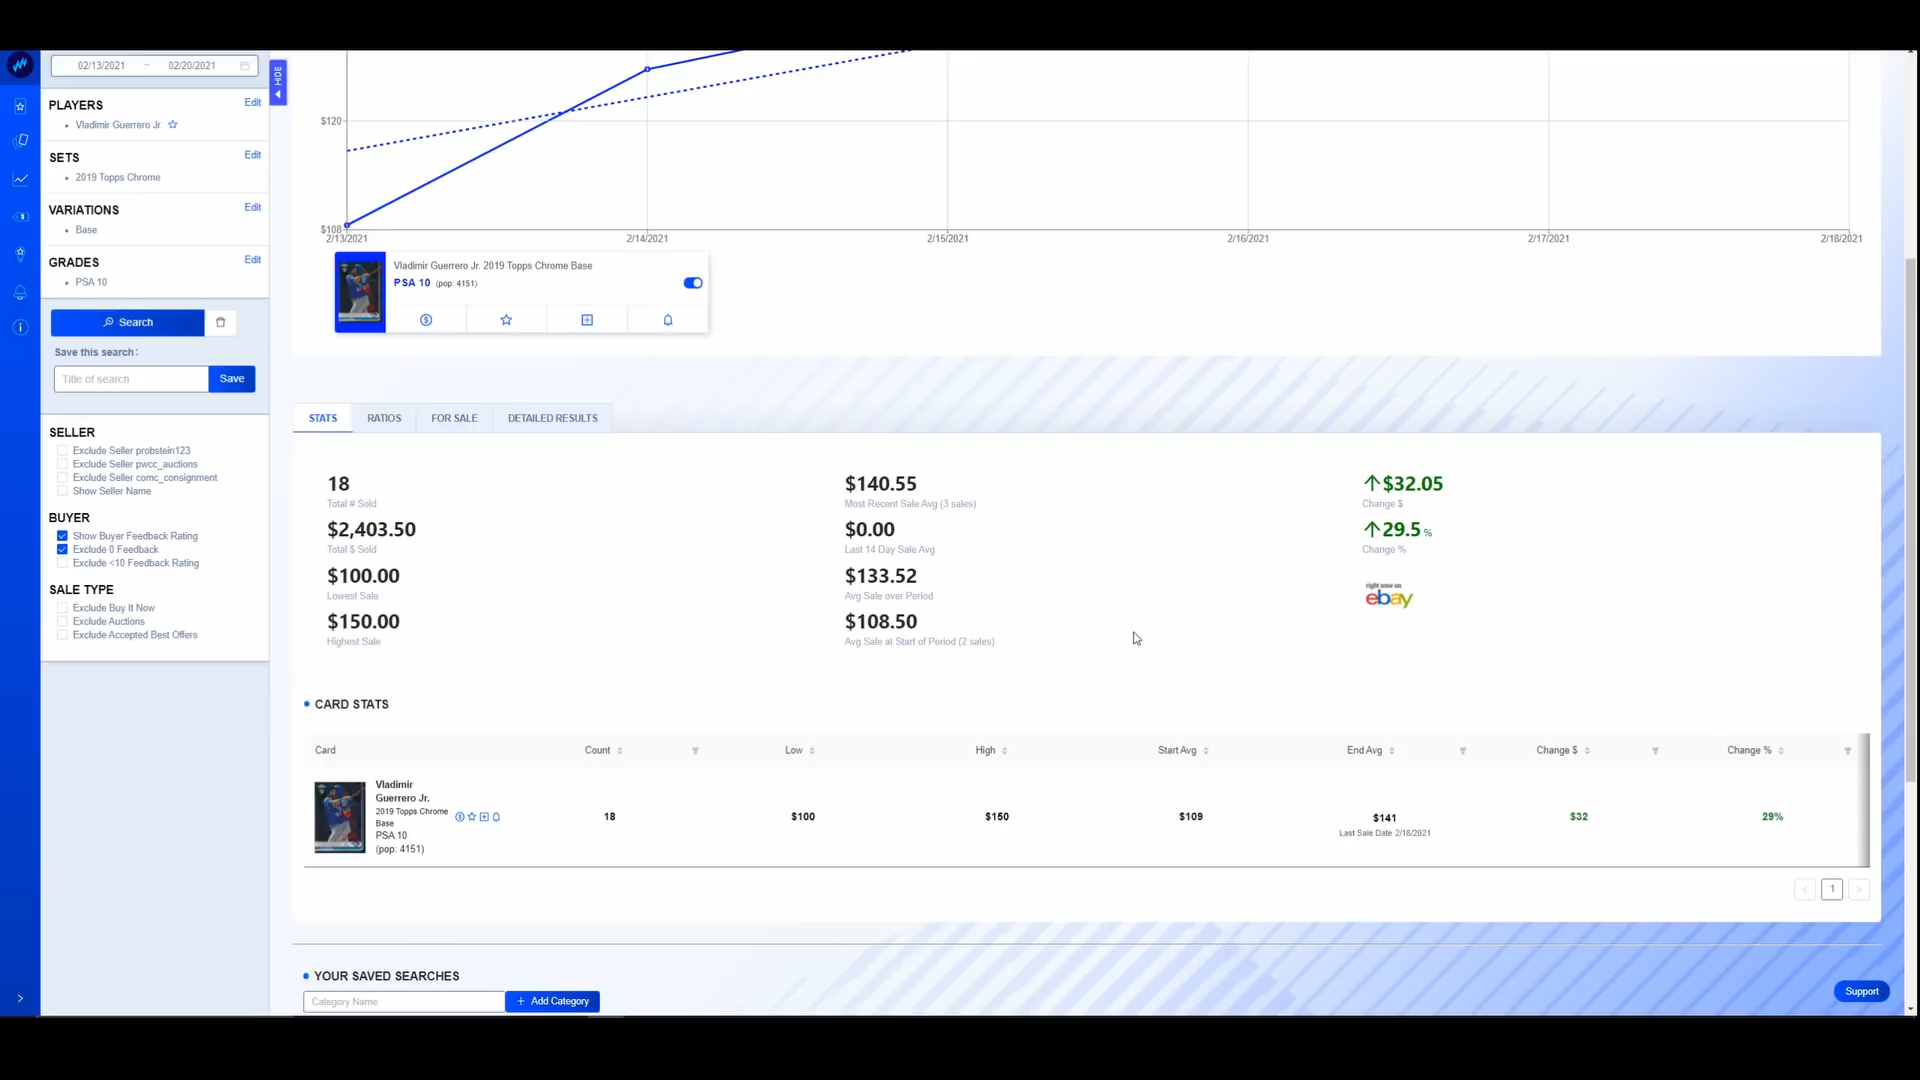 02/13/2021 ~ 02/20/2021
HIDE
PLAYERS Edit
Vladimir Guerrero Jr.
SETS Edit
2019 Topps Chrome
VARIATIONS Edit
Base
GRADES Edit
PSA 10
Search
Save this search:
Title of search Save
SELLER
Exclude Seller probstein123
Exclude Seller pwcc_auctions
Exclude Seller comc_consignment
Show Seller Name
BUYER
Show Buyer Feedback Rating
Exclude 0 Feedback
Exclude <10 Feedback Rating
SALE TYPE
Exclude Buy It Now
Exclude Auctions
Exclude Accepted Best Offers
$120
$108
2/13/2021 2/14/2021 2/15/2021 2/16/2021 2/17/2021 2/18/2021
Vladimir Guerrero Jr. 2019 Topps Chrome Base
PSA 10 (pop: 4151)
STATS RATIOS FOR SALE DETAILED RESULTS
18
Total # Sold
$2,403.50
Total $ Sold
$100.00
Lowest Sale
$150.00
Highest Sale
$140.55
Most Recent Sale Avg (3 sales)
$0.00
Last 14 Day Sale Avg
$133.52
Avg Sale over Period
$108.50
Avg Sale at Start of Period (2 sales)
↑$32.05
Change $
↑29.5 %
Change %
right now on
ebay
CARD STATS
Card Count Low High Start Avg End Avg Change $ Change %
Vladimir
Guerrero Jr.
2019 Topps Chrome
Base
PSA 10
(pop: 4151)
18 $100 $150 $109 $141 $32 29%
Last Sale Date 2/18/2021
< 1 >
YOUR SAVED SEARCHES
Category Name + Add Category
Support